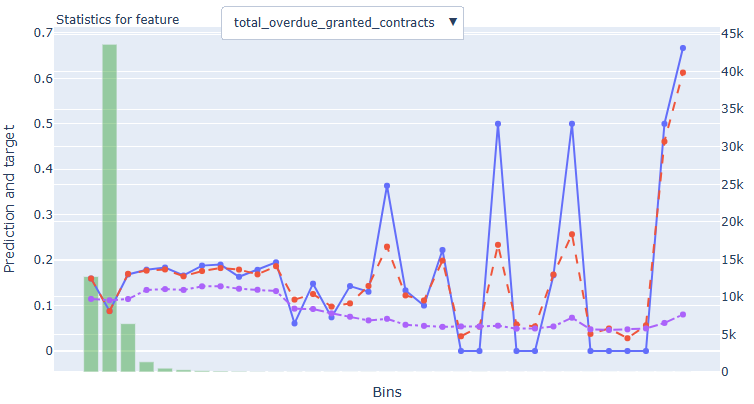 Statistics for feature
total_overdue_granted_contracts ▼
0.7
0.6
0.5
0.4
0.3
0.2
0.1
0
Prediction and target
45k
40k
35k
30k
25k
20k
15k
10k
5k
0
Bins